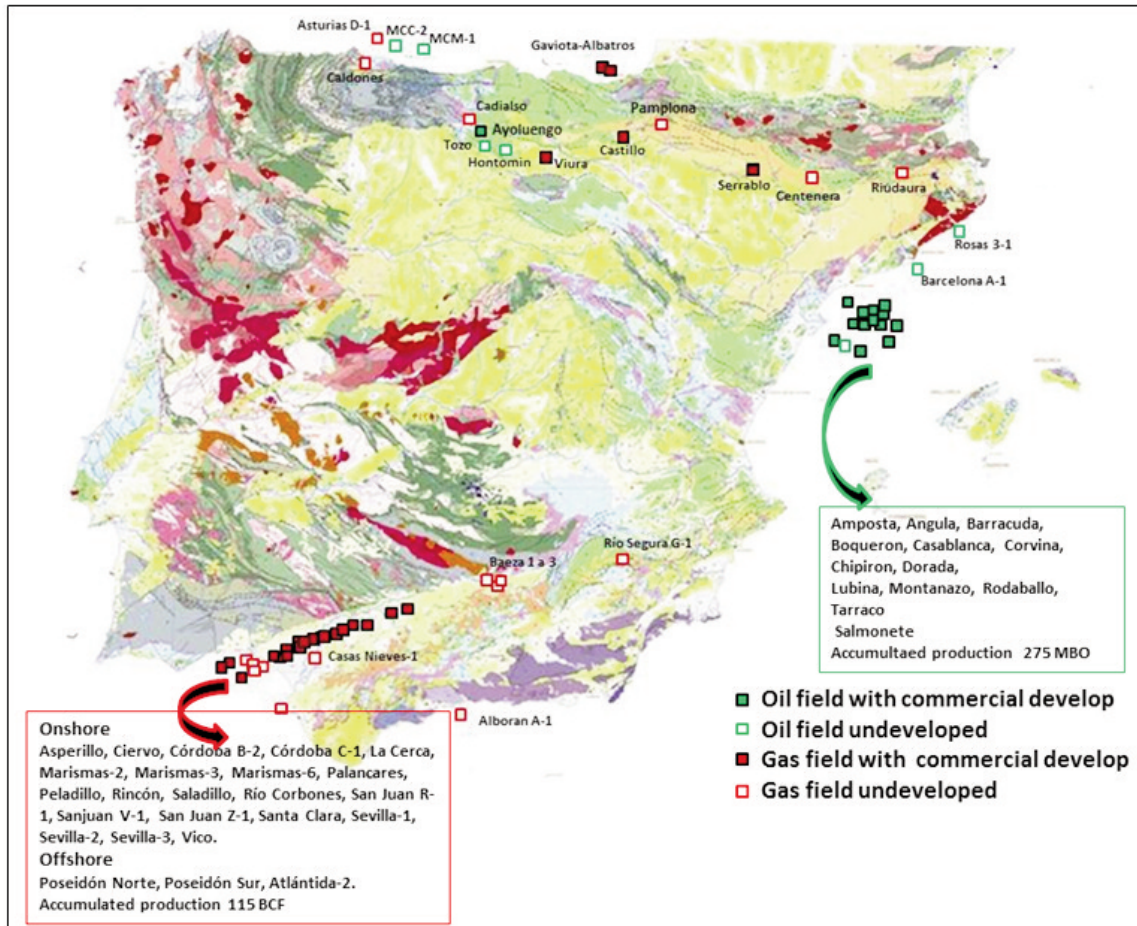 Asturias D-1
MCC-2
MCM-1
Gaviota-Albatros
Caldones
Cadialso
Pamplona
Ayoluengo
Tozo
Hontomin
Viura
Castillo
Serrablo
Centenera
Riudaura
Rosas 3-1
Barcelona A-1
Amposta, Angula, Barracuda,
Boqueron, Casablanca, Corvina,
Chipiron, Dorada,
Lubina, Montanazo, Rodaballo,
Tarraco
Salmonete
Accumultaed production 275 MBO
Río Segura G-1
Baeza 1 a 3
Casas Nieves-1
Alboran A-1
Oil field with commercial develop
Oil field undeveloped
Gas field with commercial develop
Gas field undeveloped
Onshore
Asperillo, Ciervo, Córdoba B-2, Córdoba C-1, La Cerca,
Marismas-2, Marismas-3, Marismas-6, Palancares,
Peladillo, Rincón, Saladillo, Río Corbones, San Juan R-
1, Sanjuan V-1, San Juan Z-1, Santa Clara, Sevilla-1,
Sevilla-2, Sevilla-3, Vico.
Offshore
Poseidón Norte, Poseidón Sur, Atlántida-2.
Accumulated production 115 BCF